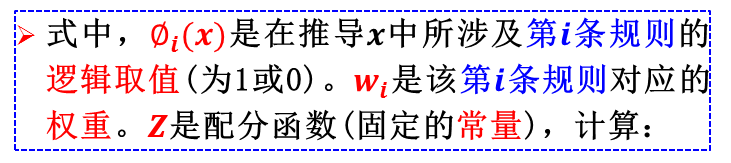 ➢ 式中，∅ᵢ(x)是在推导x中所涉及第i条规则的
逻辑取值(为1或0)。wᵢ是该第i条规则对应的
权重。Z是配分函数(固定的常量)，计算：